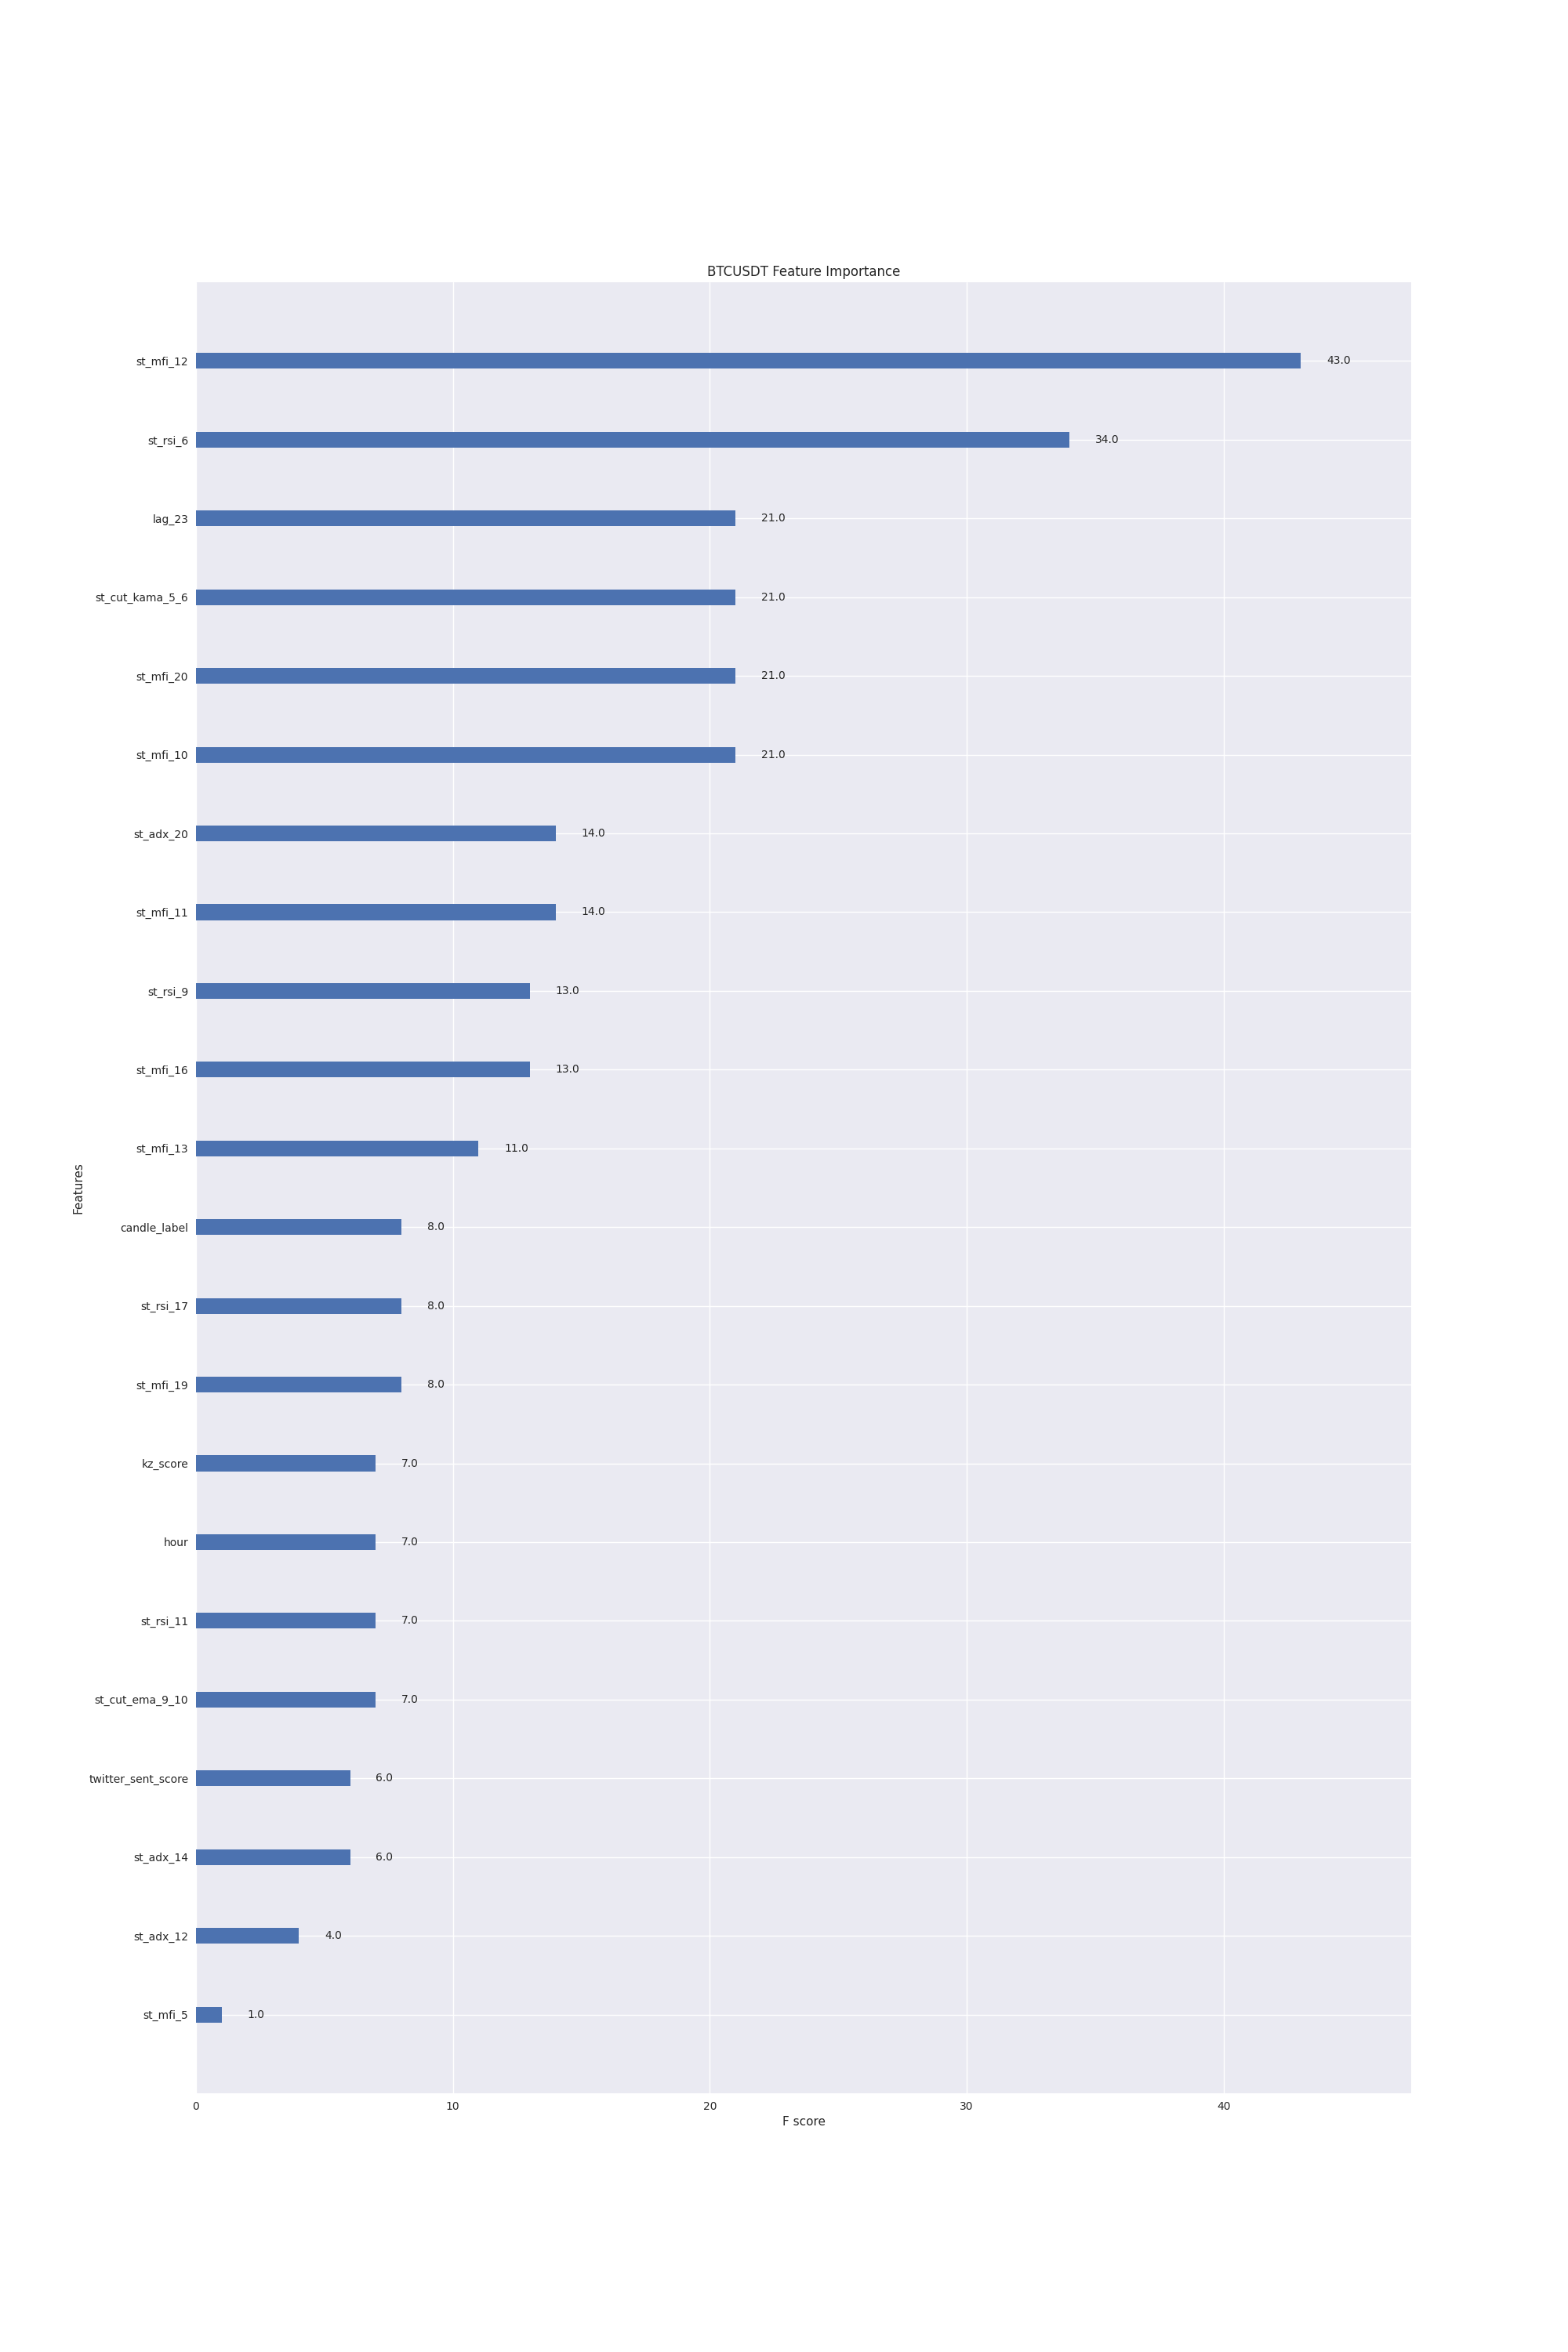 BTCUSDT Feature Importance
st_mfi_12 43.0
st_rsi_6 34.0
lag_23 21.0
st_cut_kama_5_6 21.0
st_mfi_20 21.0
st_mfi_10 21.0
st_adx_20 14.0
st_mfi_11 14.0
st_rsi_9 13.0
st_mfi_16 13.0
st_mfi_13 11.0
Features
candle_label 8.0
st_rsi_17 8.0
st_mfi_19 8.0
kz_score 7.0
hour 7.0
st_rsi_11 7.0
st_cut_ema_9_10 7.0
twitter_sent_score 6.0
st_adx_14 6.0
st_adx_12 4.0
st_mfi_5 1.0
0 10 20 30 40
F score